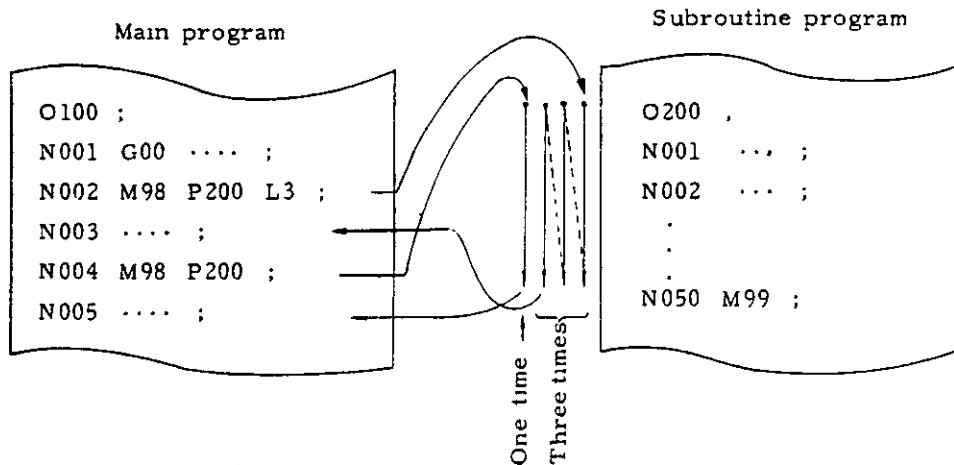 Main program
O100 ;
N001 G00 ···· ;
N002 M98 P200 L3 ;
N003 ···· ;
N004 M98 P200 ;
N005 ···· ;
One time
Three times
Subroutine program
O200 ,
N001 ··· ;
N002 ··· ;
.
.
.
N050 M99 ;